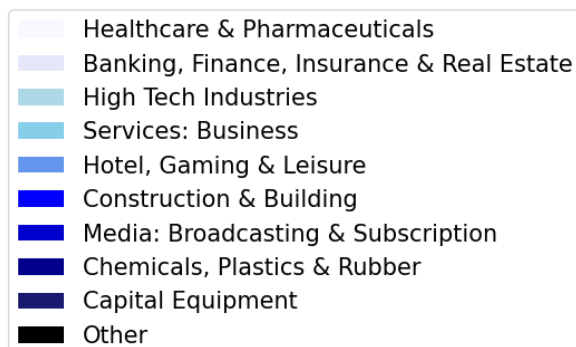 Healthcare & Pharmaceuticals
Banking, Finance, Insurance & Real Estate
High Tech Industries
Services: Business
Hotel, Gaming & Leisure
Construction & Building
Media: Broadcasting & Subscription
Chemicals, Plastics & Rubber
Capital Equipment
Other